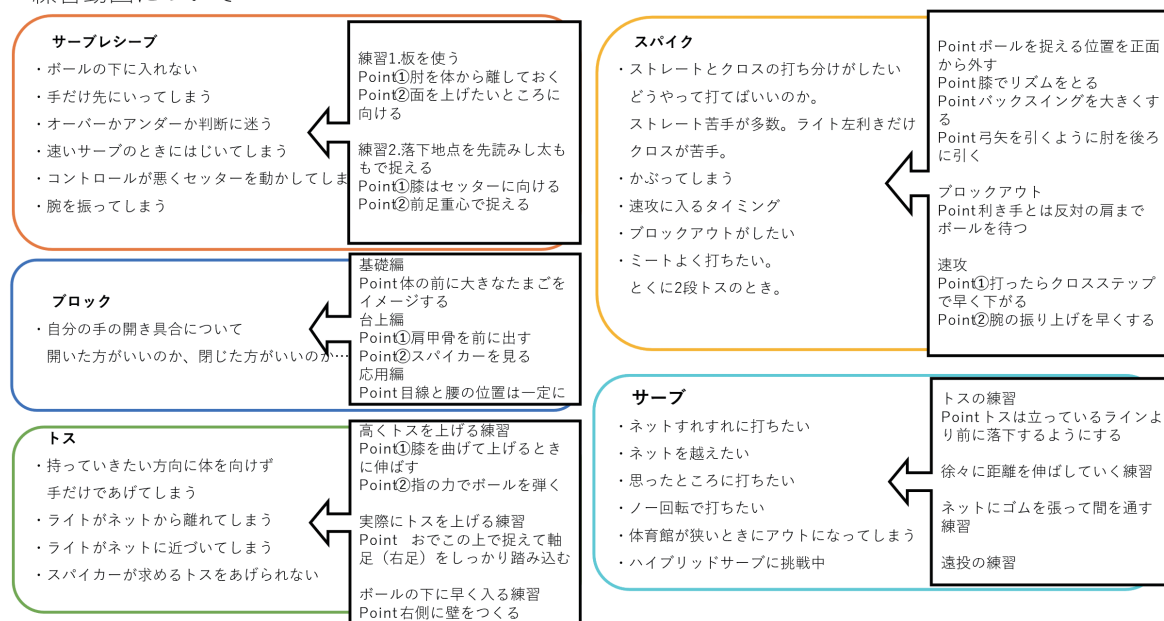 練習動画について
サーブレシーブ
・ボールの下に入れない
・手だけ先にいってしまう
・オーバーかアンダーか判断に迷う
・速いサーブのときにはじいてしまう
・コントロールが悪くセッターを動かしてしま
・腕を振ってしまう
練習1.板を使う
Point①肘を体から離しておく
Point②面を上げたいところに
向ける
練習2.落下地点を先読みし太も
もで捉える
Point①膝はセッターに向ける
Point②前足重心で捉える
ブロック
・自分の手の開き具合について
開いた方がいいのか、閉じた方がいいのか…
基礎編
Point体の前に大きなたまごを
イメージする
台上編
Point①肩甲骨を前に出す
Point②スパイカーを見る
応用編
Point目線と腰の位置は一定に
トス
・持っていきたい方向に体を向けず
手だけであげてしまう
・ライトがネットから離れてしまう
・ライトがネットに近づいてしまう
・スパイカーが求めるトスをあげられない
高くトスを上げる練習
Point①膝を曲げて上げるとき
に伸ばす
Point②指の力でボールを弾く
実際にトスを上げる練習
Point　おでこの上で捉えて軸
足（右足）をしっかり踏み込む
ボールの下に早く入る練習
Point右側に壁をつくる
スパイク
・ストレートとクロスの打ち分けがしたい
どうやって打てばいいのか。
ストレート苦手が多数。ライト左利きだけ
クロスが苦手。
・かぶってしまう
・速攻に入るタイミング
・ブロックアウトがしたい
・ミートよく打ちたい。
とくに2段トスのとき。
Pointボールを捉える位置を正面
から外す
Point膝でリズムをとる
Pointバックスイングを大きくす
る
Point弓矢を引くように肘を後ろ
に引く
ブロックアウト
Point利き手とは反対の肩まで
ボールを待つ
速攻
Point①打ったらクロスステップ
で早く下がる
Point②腕の振り上げを早くする
サーブ
・ネットすれすれに打ちたい
・ネットを越えたい
・思ったところに打ちたい
・ノー回転で打ちたい
・体育館が狭いときにアウトになってしまう
・ハイブリッドサーブに挑戦中
トスの練習
Pointトスは立っているラインよ
り前に落下するようにする
徐々に距離を伸ばしていく練習
ネットにゴムを張って間を通す
練習
遠投の練習